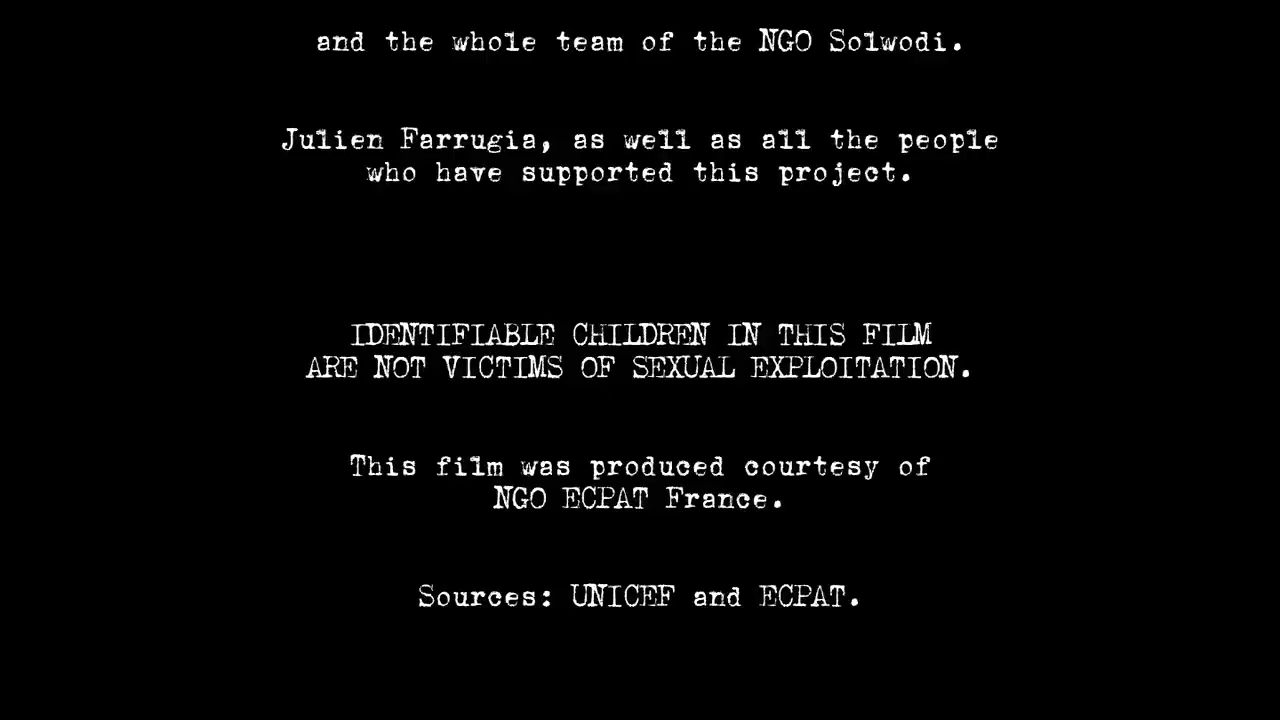 and the whole team of the NGO Solwodi.
Julien Farrugia, as well as all the people
who have supported this project.
IDENTIFIABLE CHILDREN IN THIS FILM
ARE NOT VICTIMS OF SEXUAL EXPLOITATION.
This film was produced courtesy of
NGO ECPAT France.
Sources: UNICEF and ECPAT.